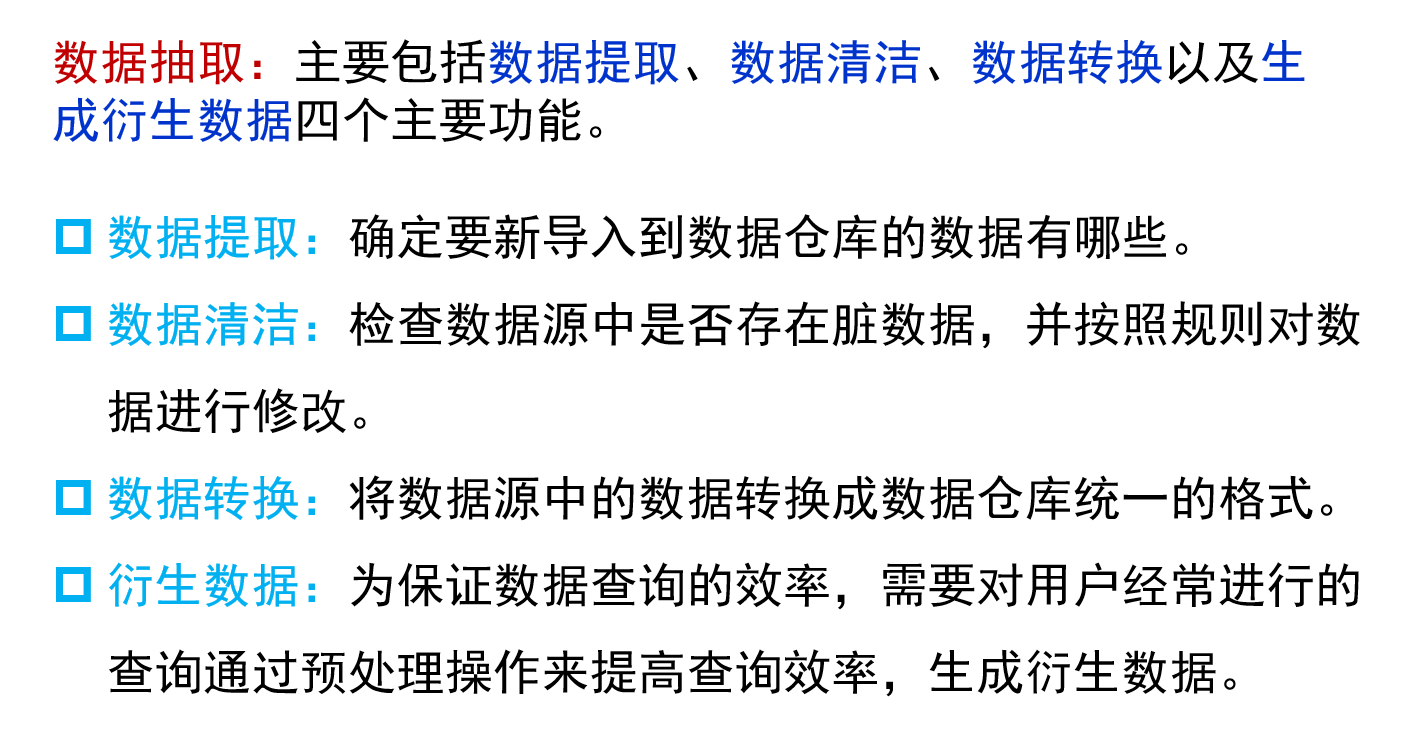 数据抽取：主要包括数据提取、数据清洁、数据转换以及生
成衍生数据四个主要功能。
数据提取：确定要新导入到数据仓库的数据有哪些。
数据清洁：检查数据源中是否存在脏数据，并按照规则对数
据进行修改。
数据转换：将数据源中的数据转换成数据仓库统一的格式。
衍生数据：为保证数据查询的效率，需要对用户经常进行的
查询通过预处理操作来提高查询效率，生成衍生数据。